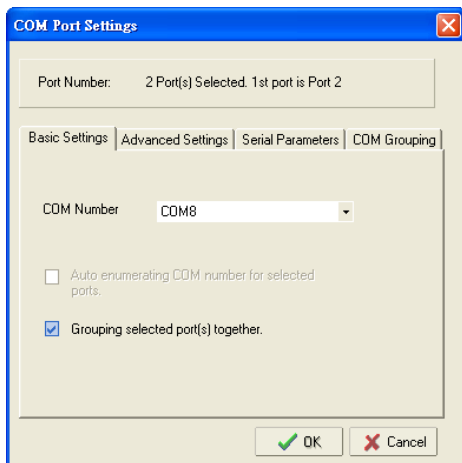 COM Port Settings
Port Number: 2 Port(s) Selected. 1st port is Port 2
Basic Settings Advanced Settings Serial Parameters COM Grouping
COM Number COM8
Auto enumerating COM number for selected
ports.
Grouping selected port(s) together.
OK Cancel